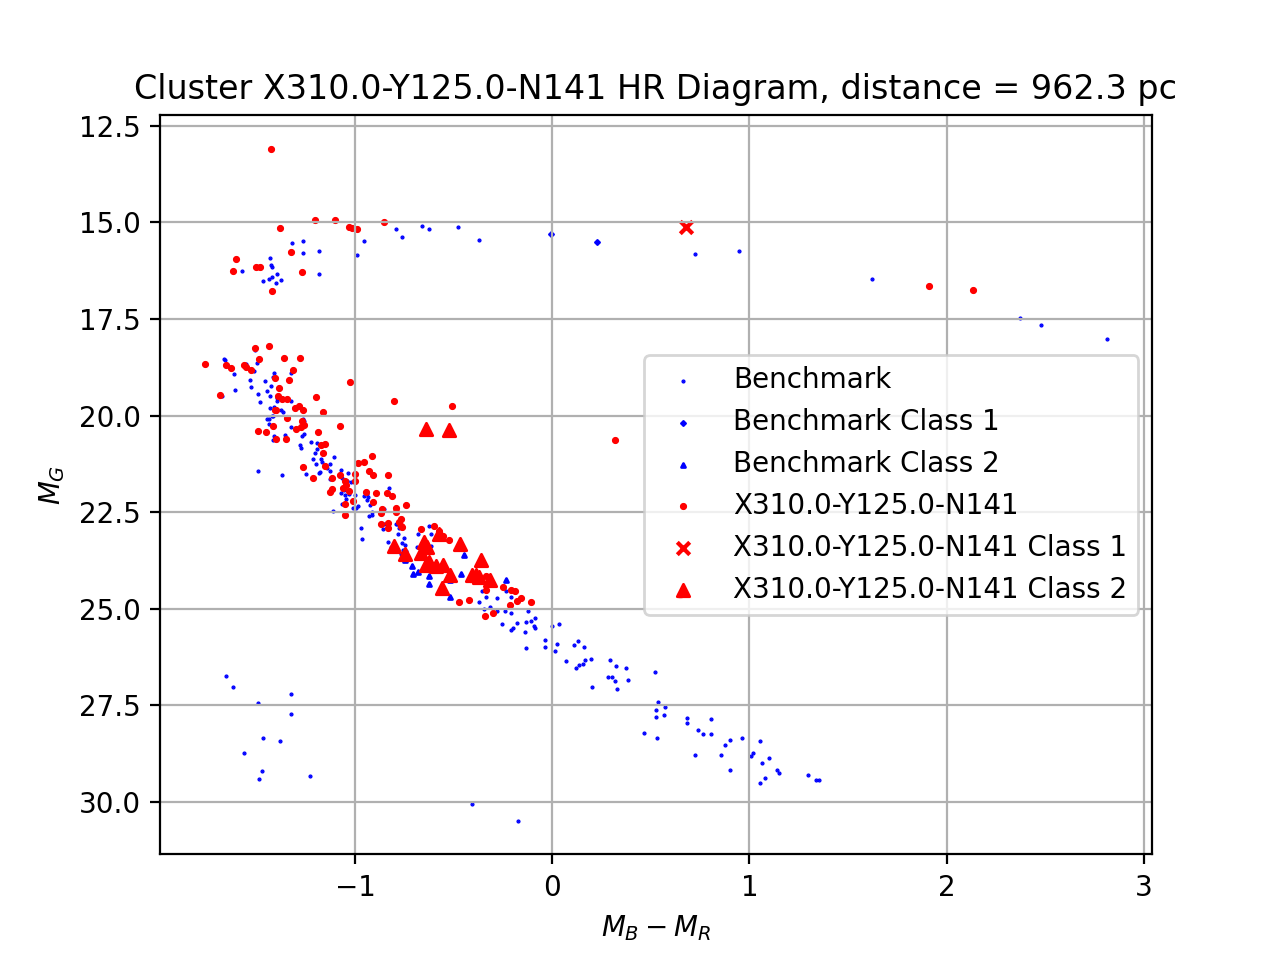 Cluster X310.0-Y125.0-N141 HR Diagram, distance = 962.3 pc
12.5
15.0
17.5
20.0
22.5
25.0
27.5
30.0
M_G
Benchmark
Benchmark Class 1
Benchmark Class 2
X310.0-Y125.0-N141
X310.0-Y125.0-N141 Class 1
X310.0-Y125.0-N141 Class 2
−1 0 1 2 3
M_B − M_R